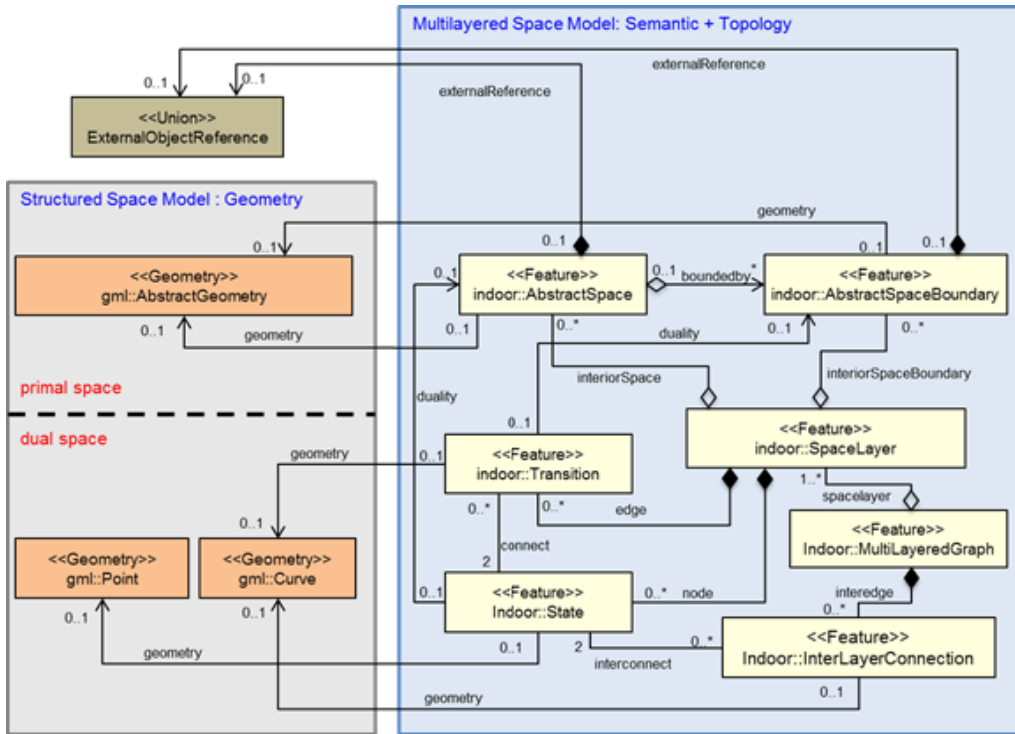 Multilayered Space Model: Semantic + Topology
externalReference
0..1
0..1
externalReference
<<Union>>
ExternalObjectReference
Structured Space Model : Geometry
geometry
0..1
0..1
0..1
0..1
<<Geometry>>
gml::AbstractGeometry
0..1
<<Feature>>
indoor::AbstractSpace
0..1
boundedby
*
<<Feature>>
indoor::AbstractSpaceBoundary
0..1
geometry
0..1
0..*
duality
0..1
0..*
primal space
interiorSpace
interiorSpaceBoundary
duality
dual space
0..1
<<Feature>>
indoor::SpaceLayer
geometry
0..1
<<Feature>>
indoor::Transition
1..*
spacelayer
0..*
0..*
edge
0..1
<<Feature>>
Indoor::MultiLayeredGraph
connect
<<Geometry>>
gml::Point
<<Geometry>>
gml::Curve
2
<<Feature>>
Indoor::State
interedge
0..1
0..*
node
0..*
0..1
0..1
geometry
0..1
2
interconnect
0..*
<<Feature>>
Indoor::InterLayerConnection
geometry
0..1